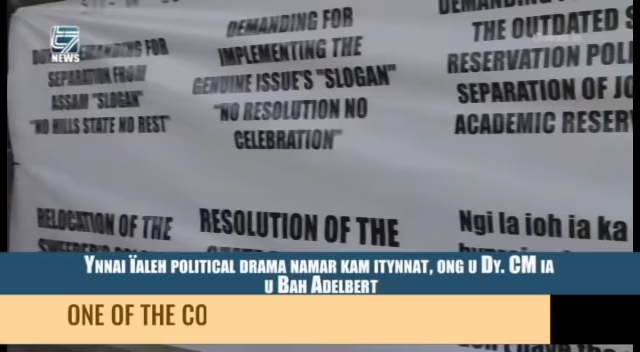 T7
NEWS
DEMANDING FOR
SEPARATION FROM
ASSAM "SLOGAN"
"NO HILLS STATE NO REST"
DEMANDING FOR
IMPLEMENTING THE
GENUINE ISSUE'S "SLOGAN"
"NO RESOLUTION NO
CELEBRATION"
THE OUTDATED
RESERVATION POLI
SEPARATION OF JO
ACADEMIC RESER
RELOCATION OF THE
RESOLUTION OF THE
Ngi la ioh ia ka
YNNAI ÏALEH POLITICAL DRAMA NAMAR KAM ITYNNAT, ONG U DY. CM IA
U BAH ADELBERT
ONE OF THE CO